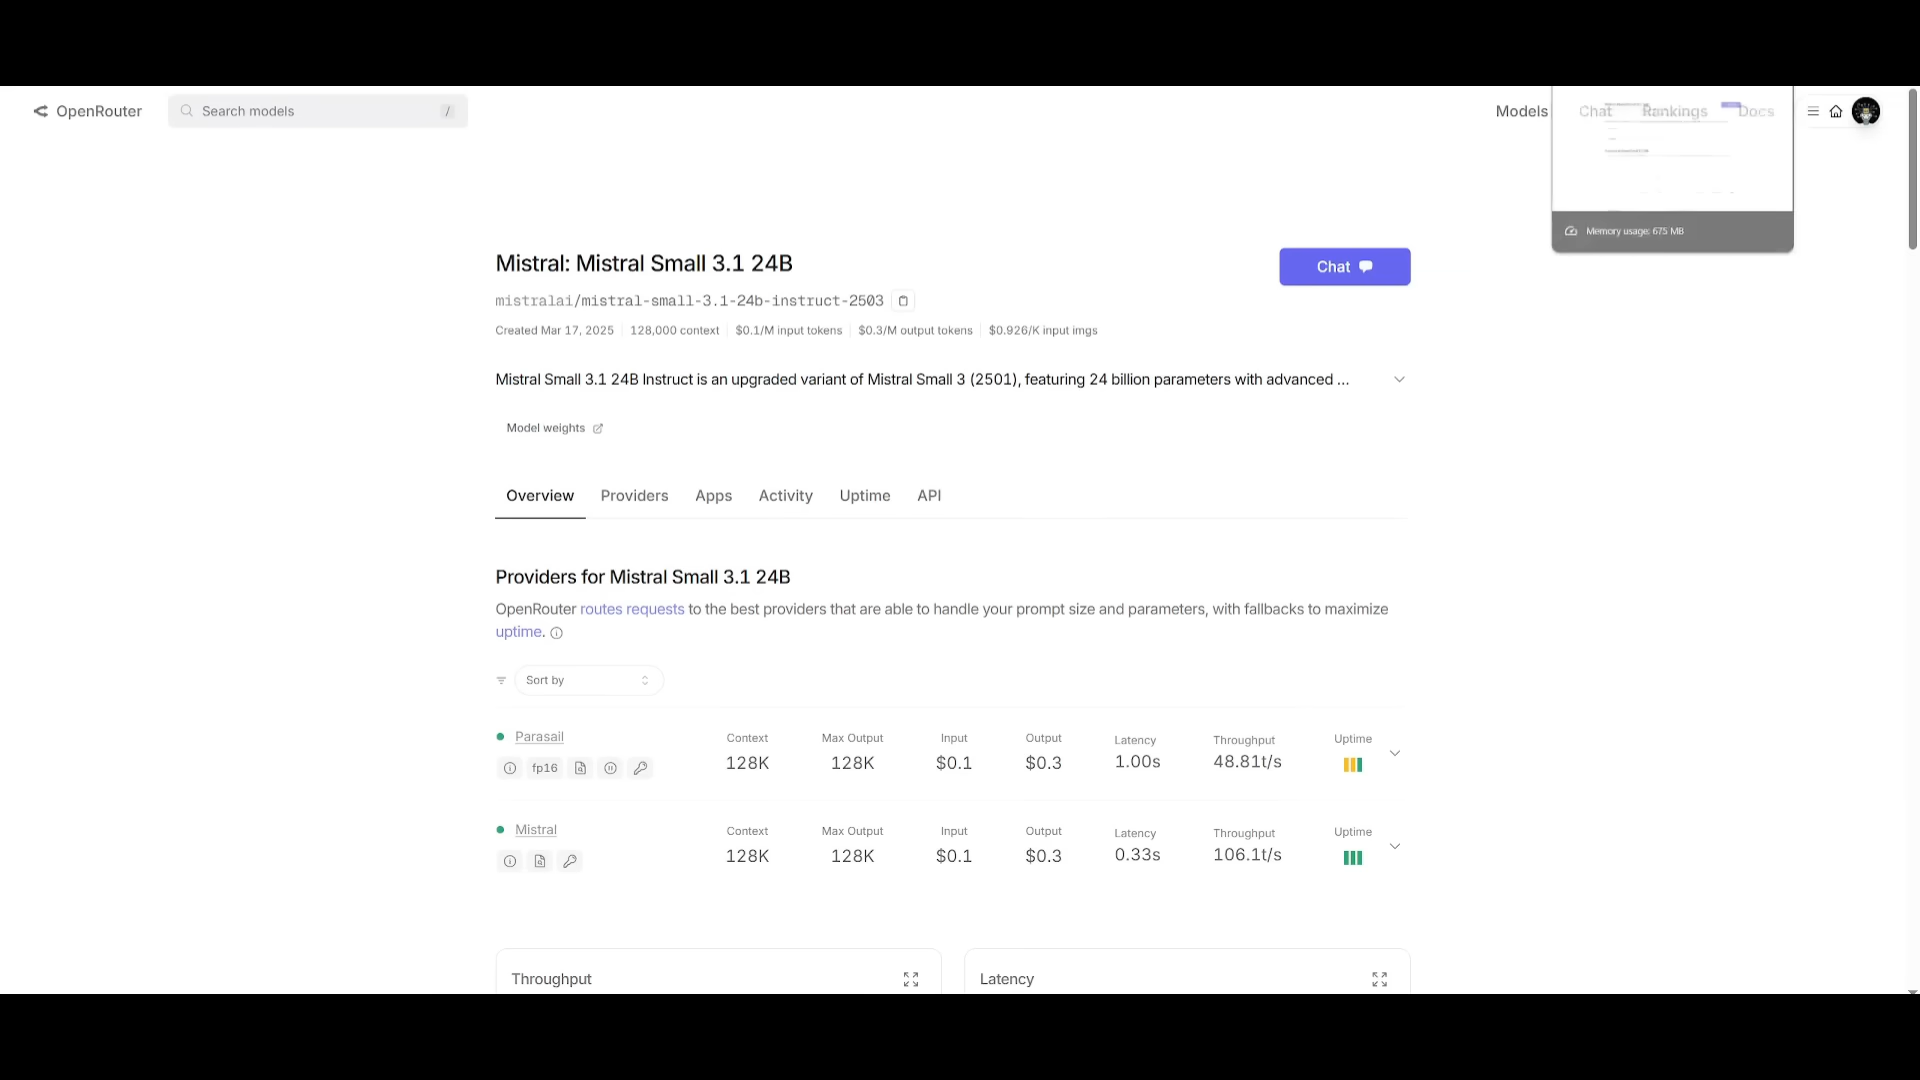 OpenRouter
Search models
/
Models
Chat
Rankings
Docs
Memory usage: 675 MB
Mistral: Mistral Small 3.1 24B
Chat
mistralai/mistral-small-3.1-24b-instruct-2503
Created Mar 17, 2025
128,000 context
$0.1/M input tokens
$0.3/M output tokens
$0.926/K input imgs
Mistral Small 3.1 24B Instruct is an upgraded variant of Mistral Small 3 (2501), featuring 24 billion parameters with advanced ...
Model weights
Overview
Providers
Apps
Activity
Uptime
API
Providers for Mistral Small 3.1 24B
OpenRouter routes requests to the best providers that are able to handle your prompt size and parameters, with fallbacks to maximize
uptime.
Sort by
Parasail
fp16
Context
128K
Max Output
128K
Input
$0.1
Output
$0.3
Latency
1.00s
Throughput
48.81t/s
Uptime
Mistral
Context
128K
Max Output
128K
Input
$0.1
Output
$0.3
Latency
0.33s
Throughput
106.1t/s
Uptime
Throughput
Latency